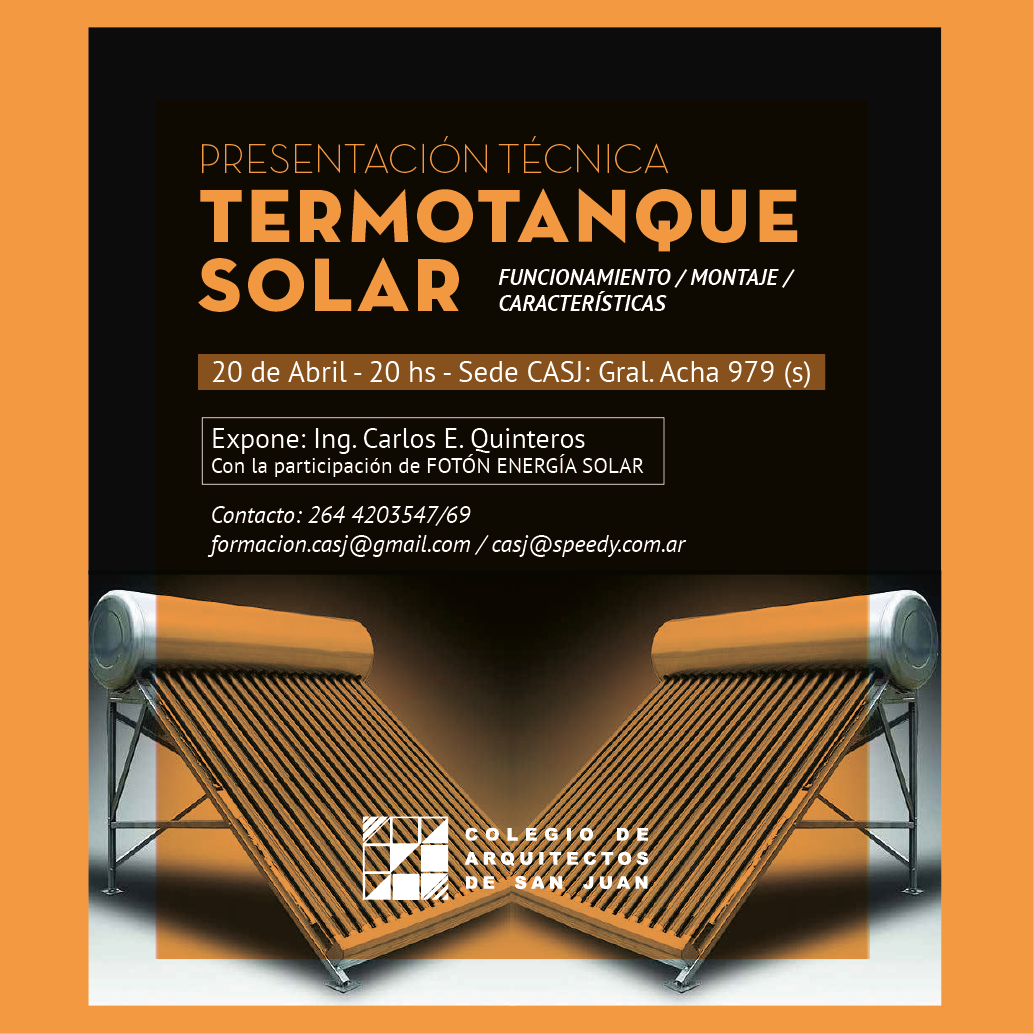 PRESENTACIÓN TÉCNICA
TERMOTANQUE
SOLAR
FUNCIONAMIENTO / MONTAJE /
CARACTERÍSTICAS
20 de Abril - 20 hs - Sede CASJ: Gral. Acha 979 (s)
Expone: Ing. Carlos E. Quinteros
Con la participación de FOTÓN ENERGÍA SOLAR
Contacto: 264 4203547/69
formacion.casj@gmail.com / casj@speedy.com.ar
COLEGIO DE
ARQUITECTOS
DE SAN JUAN